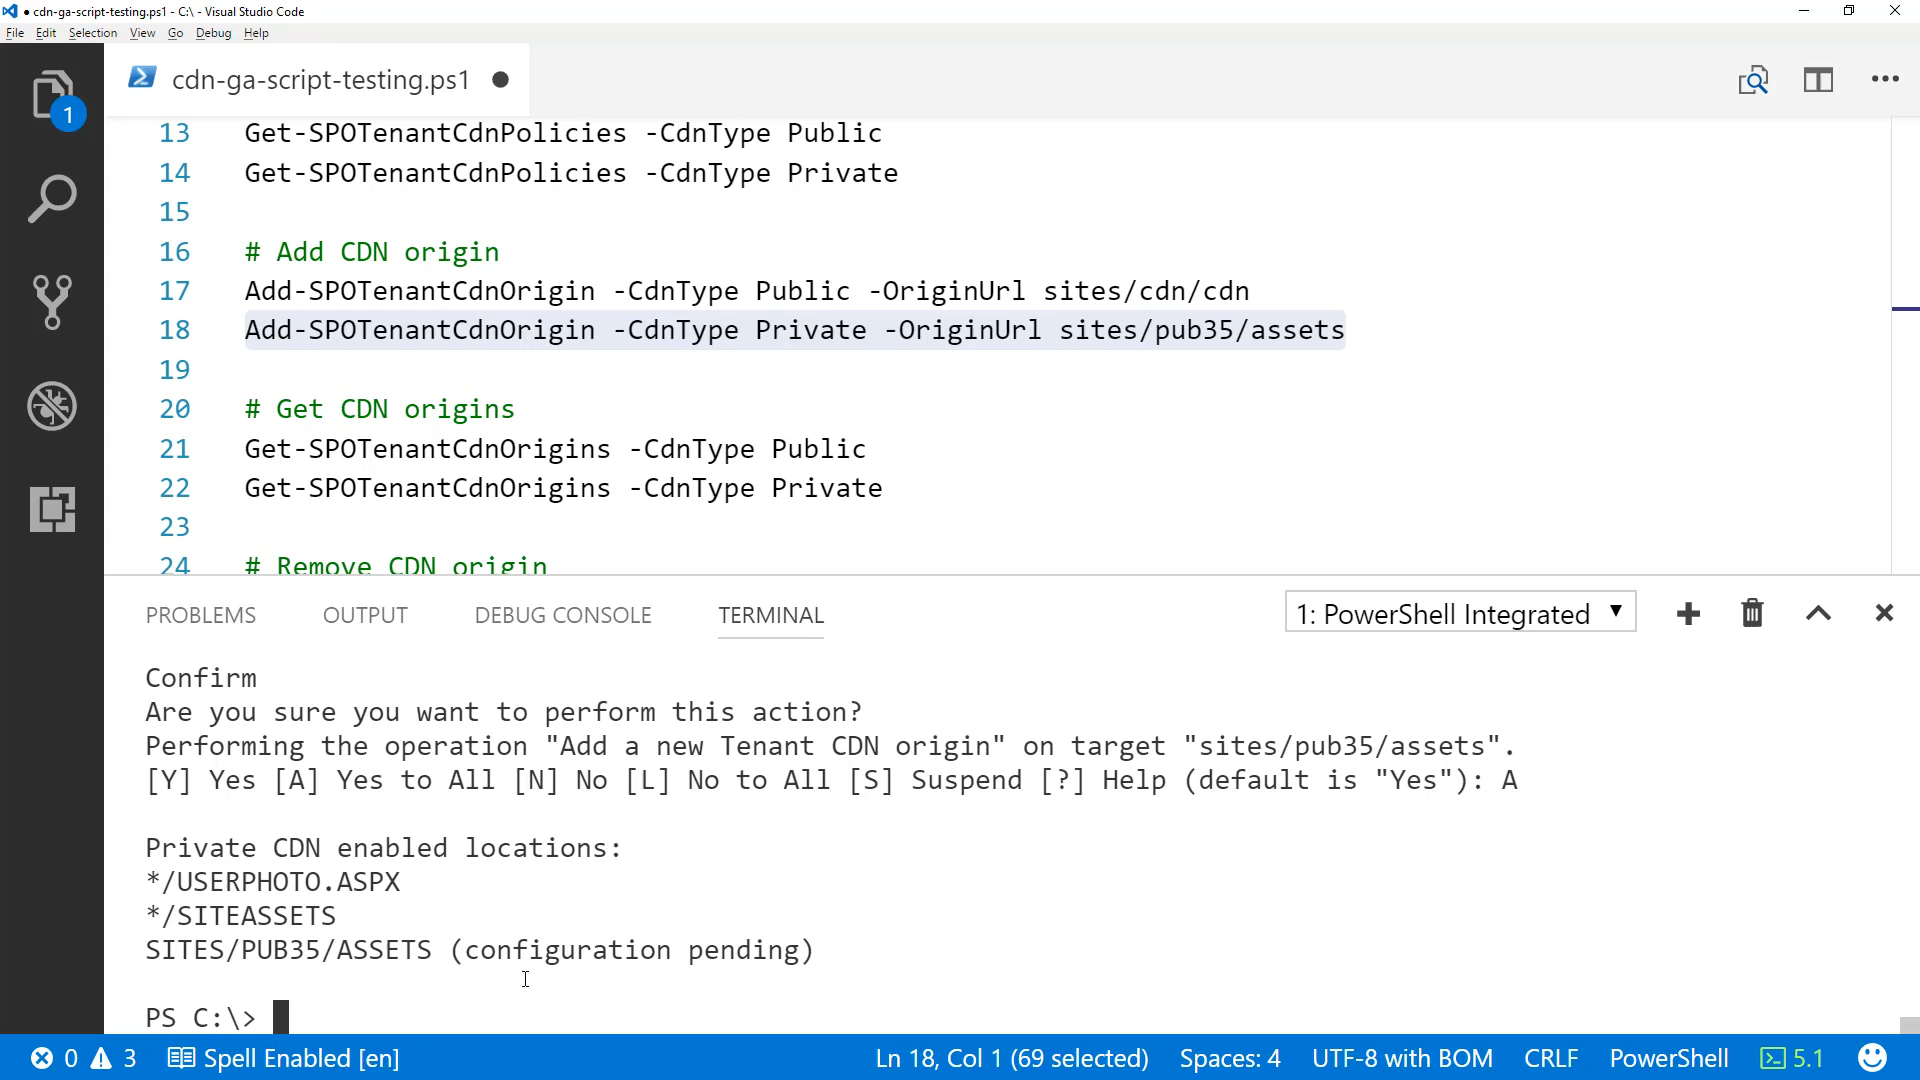 ● cdn-ga-script-testing.ps1 - C:\ - Visual Studio Code
File Edit Selection View Go Debug Help
cdn-ga-script-testing.ps1 ●
1
13 Get-SPOTenantCdnPolicies -CdnType Public
14 Get-SPOTenantCdnPolicies -CdnType Private
15
16 # Add CDN origin
17 Add-SPOTenantCdnOrigin -CdnType Public -OriginUrl sites/cdn/cdn
18 Add-SPOTenantCdnOrigin -CdnType Private -OriginUrl sites/pub35/assets
19
20 # Get CDN origins
21 Get-SPOTenantCdnOrigins -CdnType Public
22 Get-SPOTenantCdnOrigins -CdnType Private
23
24 # Remove CDN origin
PROBLEMS OUTPUT DEBUG CONSOLE TERMINAL 1: PowerShell Integrated
Confirm
Are you sure you want to perform this action?
Performing the operation "Add a new Tenant CDN origin" on target "sites/pub35/assets".
[Y] Yes [A] Yes to All [N] No [L] No to All [S] Suspend [?] Help (default is "Yes"): A
Private CDN enabled locations:
*/USERPHOTO.ASPX
*/SITEASSETS
SITES/PUB35/ASSETS (configuration pending)
PS C:\>
0 3 Spell Enabled [en] Ln 18, Col 1 (69 selected) Spaces: 4 UTF-8 with BOM CRLF PowerShell 5.1